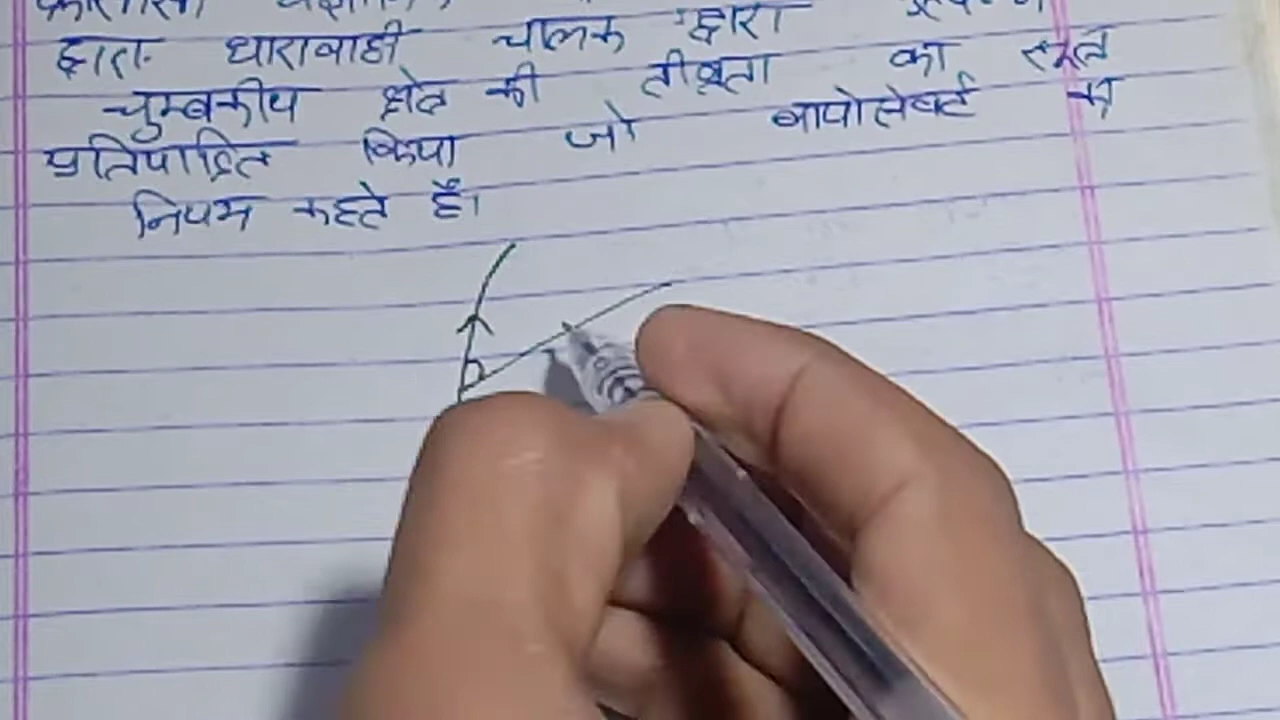 द्वारा धारावाही चालक द्वारा
चुम्बकीय क्षेत्र की तीव्रता का सूत्र
प्रतिपादित किया जो बायोसेवर्ट का
नियम कहते हैं।